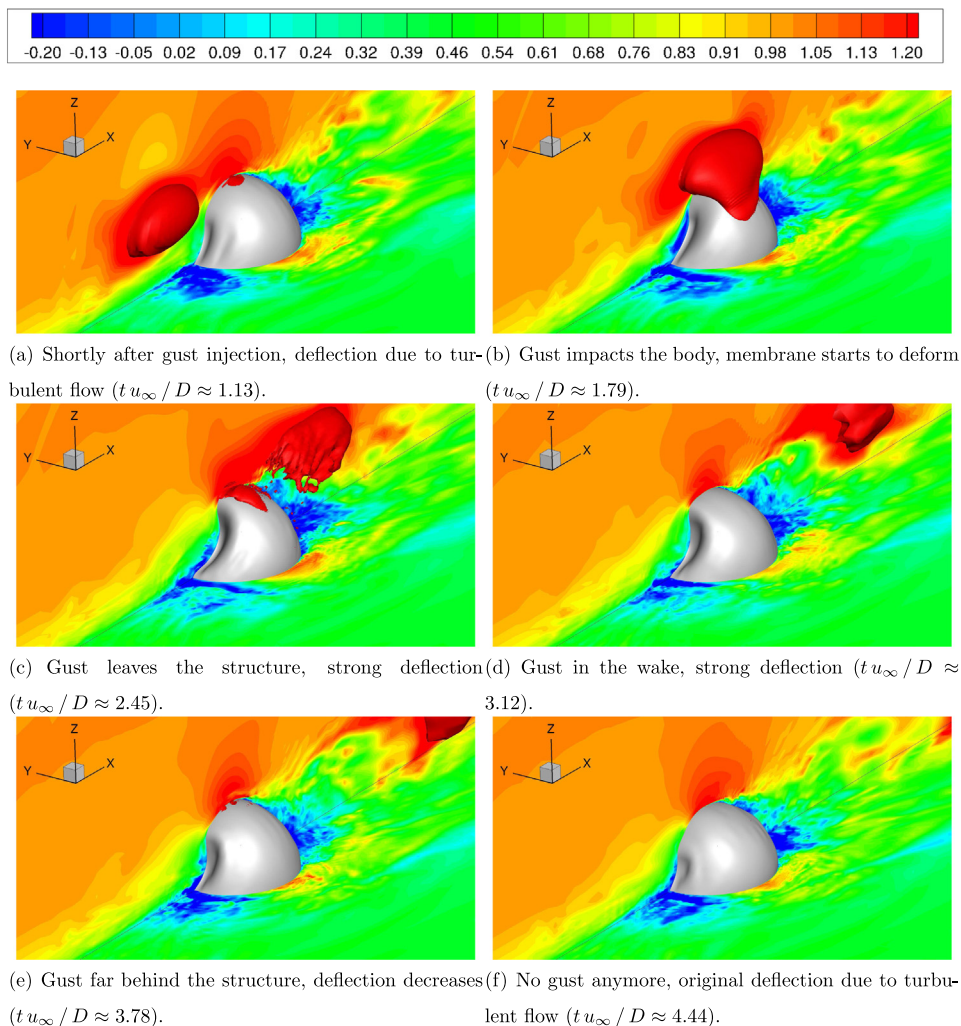 -0.20 -0.13 -0.05 0.02 0.09 0.17 0.24 0.32 0.39 0.46 0.54 0.61 0.68 0.76 0.83 0.91 0.98 1.05 1.13 1.20
Z
Y
X
Z
Y
X
(a) Shortly after gust injection, deflection due to tur-
bulent flow (t u∞ / D ≈ 1.13).
(b) Gust impacts the body, membrane starts to deform
(t u∞ / D ≈ 1.79).
Z
Y
X
Z
Y
X
(c) Gust leaves the structure, strong deflection
(t u∞ / D ≈ 2.45).
(d) Gust in the wake, strong deflection (t u∞ / D ≈
3.12).
Z
Y
X
Z
Y
X
(e) Gust far behind the structure, deflection decreases
(t u∞ / D ≈ 3.78).
(f) No gust anymore, original deflection due to turbu-
lent flow (t u∞ / D ≈ 4.44).